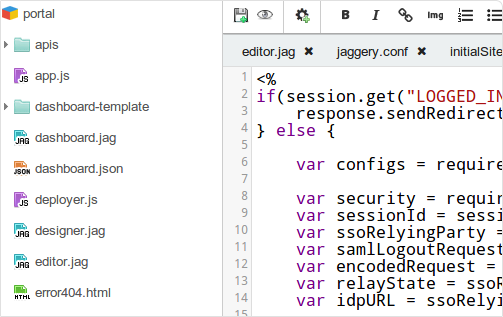 portal
apis
app.js
dashboard-template
dashboard.jag
dashboard.json
deployer.js
designer.jag
editor.jag
error404.html
B I Img
editor.jag ✖ jaggery.conf ✖ initialSite
1 <%
2 if(session.get("LOGGED_IN
3 response.sendRedirect
4 } else {
5
6 var configs = require
7
8 var security = requir
9 var sessionId = sessi
10 var ssoRelyingParty =
11 var samlLogoutRequest
12 var encodedRequest =
13 var relayState = ssoR
14 var idpURL = ssoRelyi